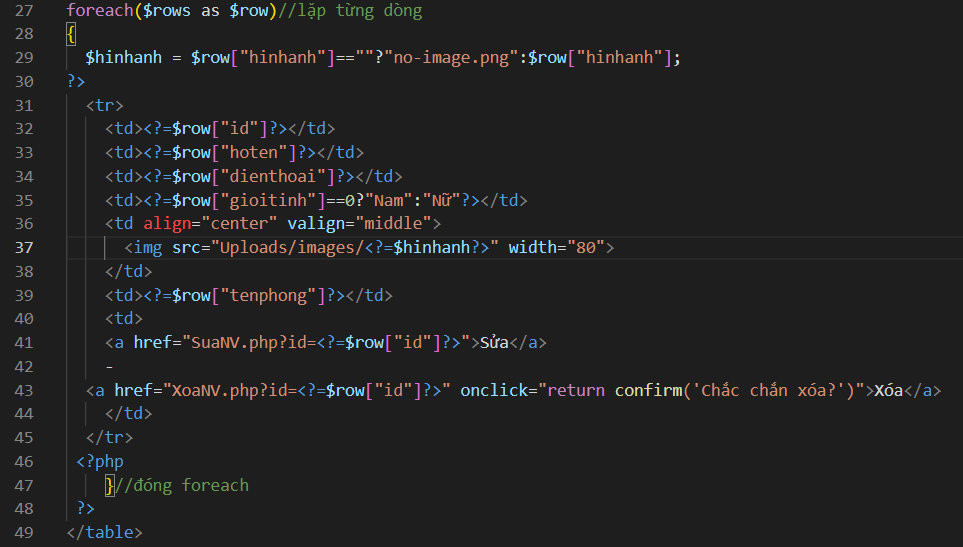 27 foreach($rows as $row)//lặp từng dòng
28 {
29 $hinhanh = $row["hinhanh"]==""?"no-image.png":$row["hinhanh"];
30 ?>
31 <tr>
32 <td><?=$row["id"]?></td>
33 <td><?=$row["hoten"]?></td>
34 <td><?=$row["dienthoai"]?></td>
35 <td><?=$row["gioitinh"]==0?"Nam":"Nữ"?></td>
36 <td align="center" valign="middle">
37 <img src="Uploads/images/<?=$hinhanh?>" width="80">
38 </td>
39 <td><?=$row["tenphong"]?></td>
40 <td>
41 <a href="SuaNV.php?id=<?=$row["id"]?>">Sửa</a>
42 -
43 <a href="XoaNV.php?id=<?=$row["id"]?>" onclick="return confirm('Chắc chắn xóa?')">Xóa</a>
44 </td>
45 </tr>
46 <?php
47 }//đóng foreach
48 ?>
49 </table>